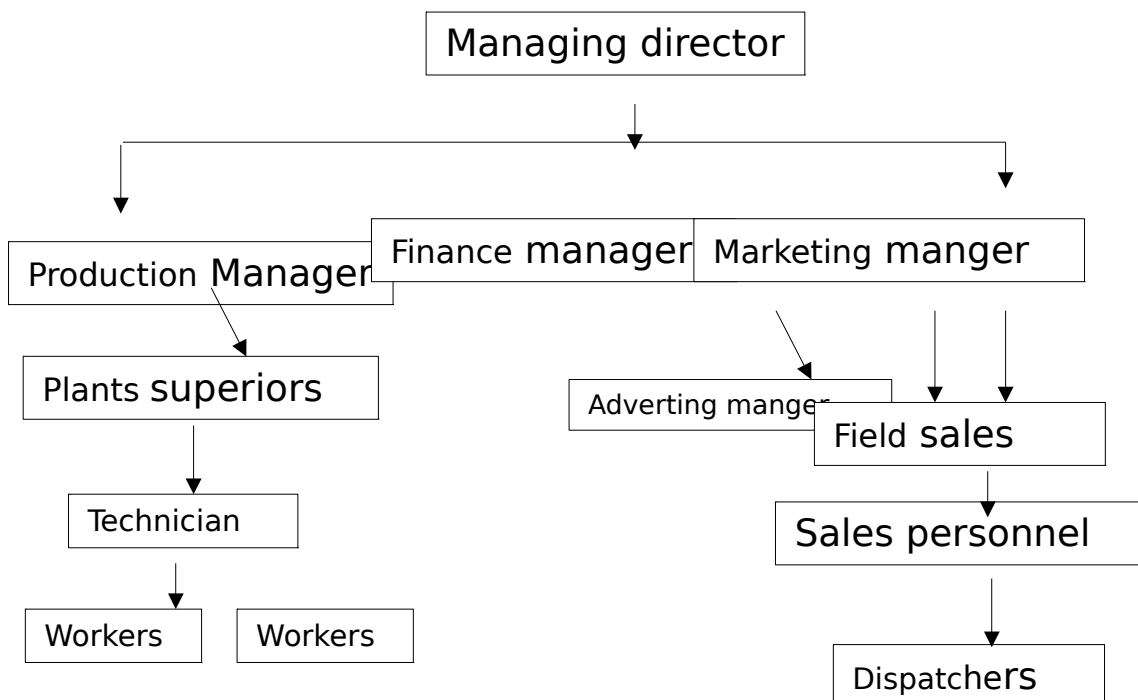 Managing director
Production Manager
Finance manager
Marketing manger
Plants superiors
Adverting manger
Field sales
Technician
Sales personnel
Workers
Workers
Dispatchers